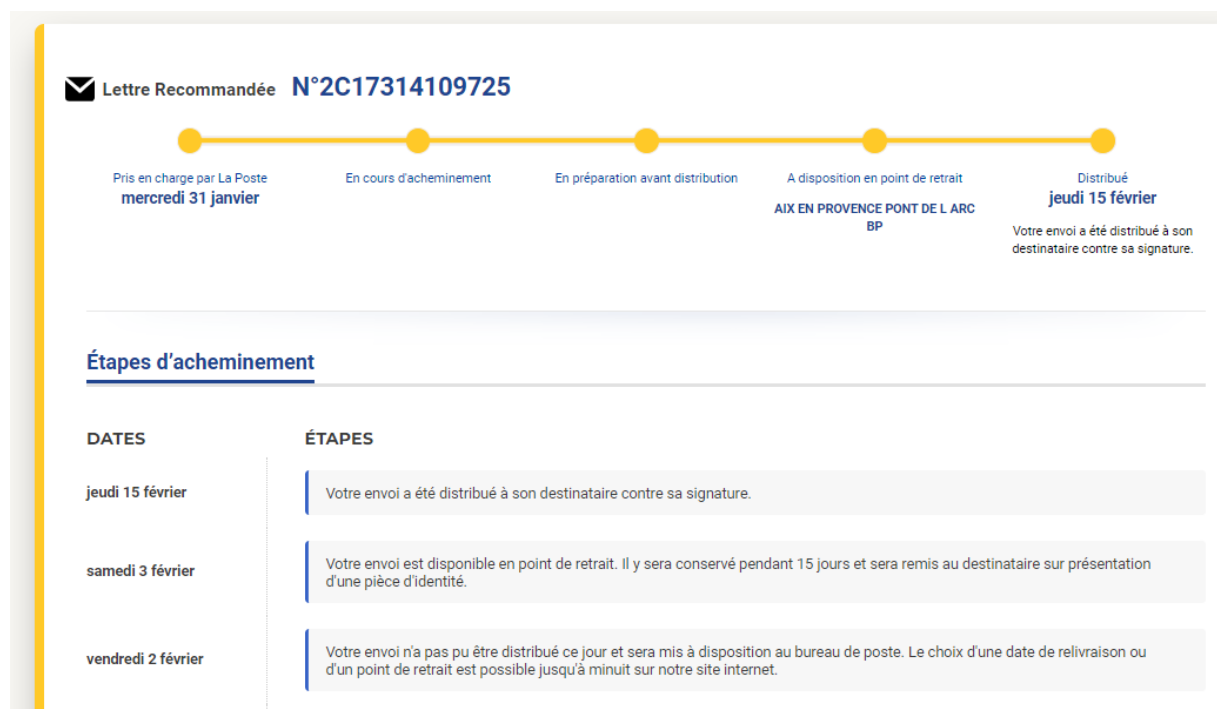 Lettre Recommandée N°2C17314109725
Pris en charge par La Poste
mercredi 31 janvier
En cours d'acheminement
En préparation avant distribution
A disposition en point de retrait
AIX EN PROVENCE PONT DE L ARC
BP
Distribué
jeudi 15 février
Votre envoi a été distribué à son
destinataire contre sa signature.
Étapes d’acheminement
DATES
ÉTAPES
jeudi 15 février
Votre envoi a été distribué à son destinataire contre sa signature.
samedi 3 février
Votre envoi est disponible en point de retrait. Il y sera conservé pendant 15 jours et sera remis au destinataire sur présentation
d'une pièce d'identité.
vendredi 2 février
Votre envoi n'a pas pu être distribué ce jour et sera mis à disposition au bureau de poste. Le choix d'une date de relivraison ou
d'un point de retrait est possible jusqu'à minuit sur notre site internet.